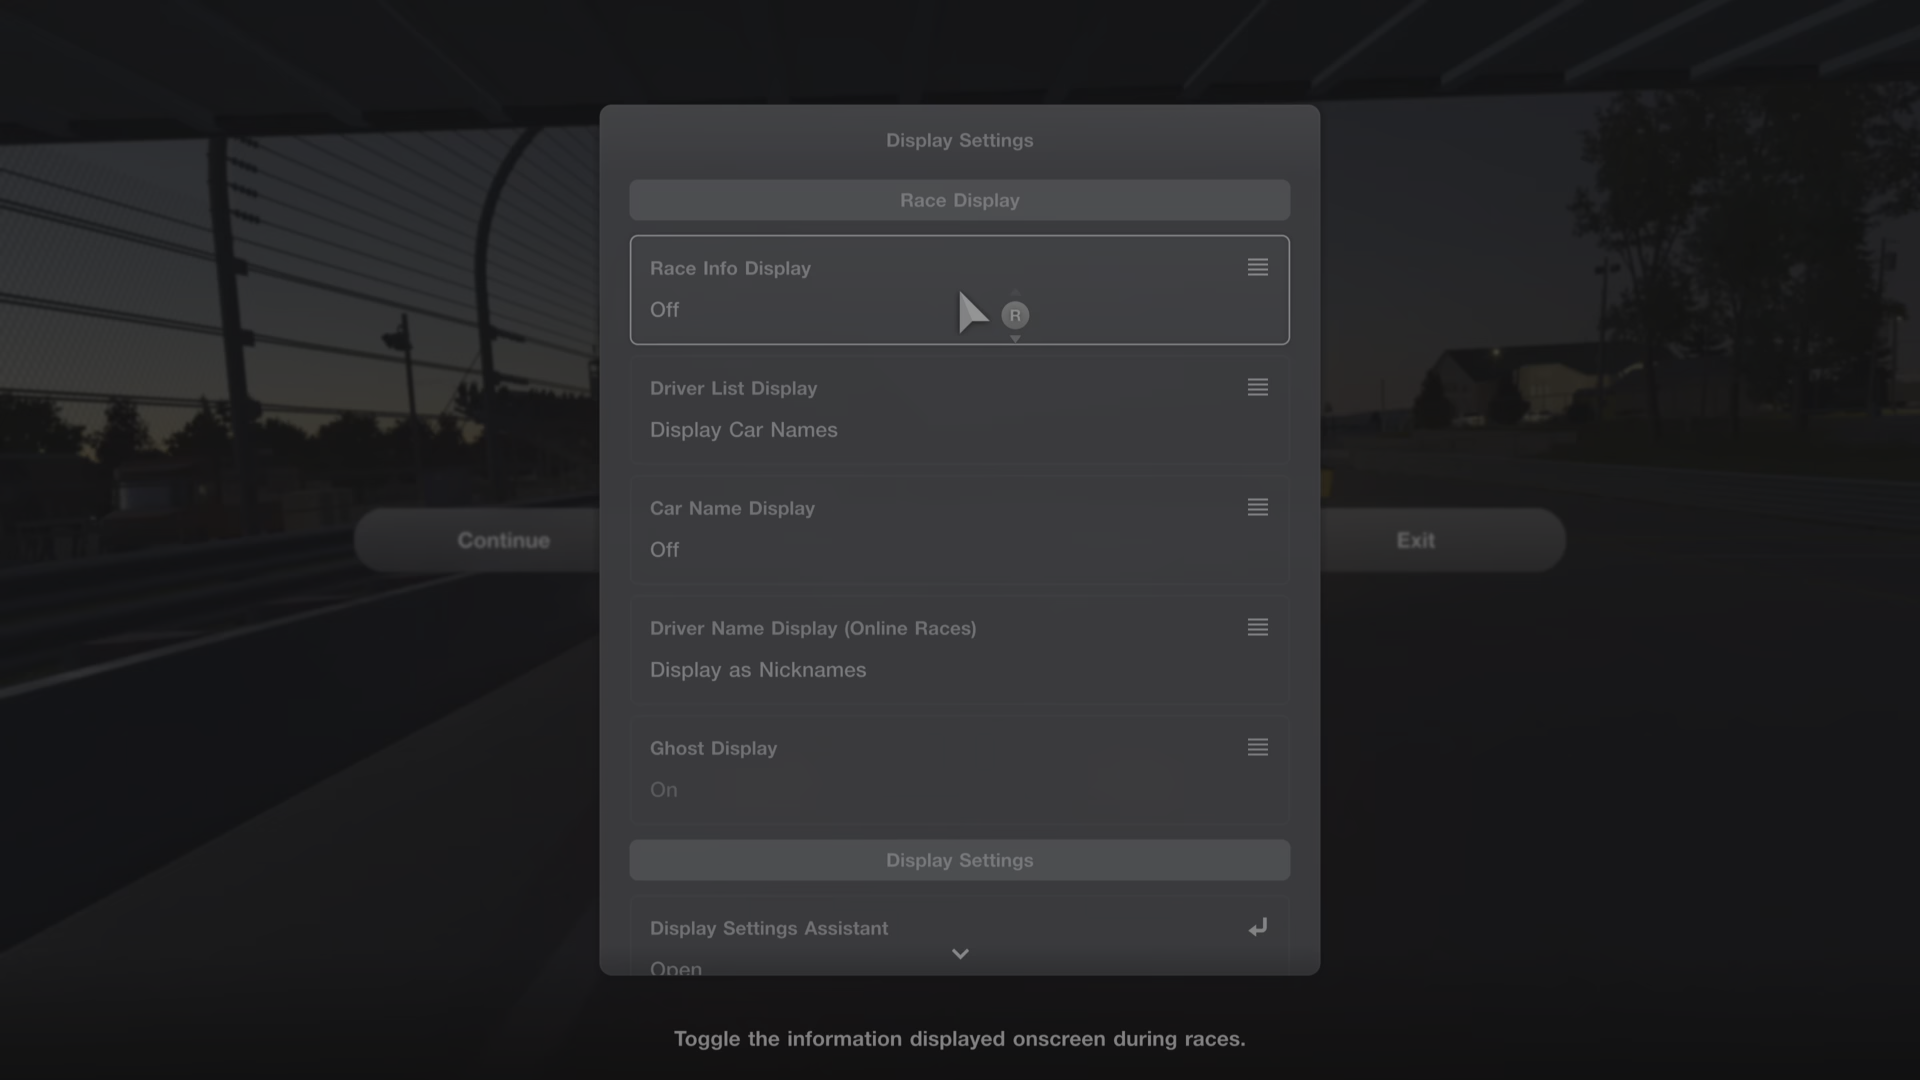 Display Settings
Race Display
Race Info Display
Off
R
Driver List Display
Display Car Names
Car Name Display
Off
Continue
Exit
Driver Name Display (Online Races)
Display as Nicknames
Ghost Display
On
Display Settings
Display Settings Assistant
Open
Toggle the information displayed onscreen during races.